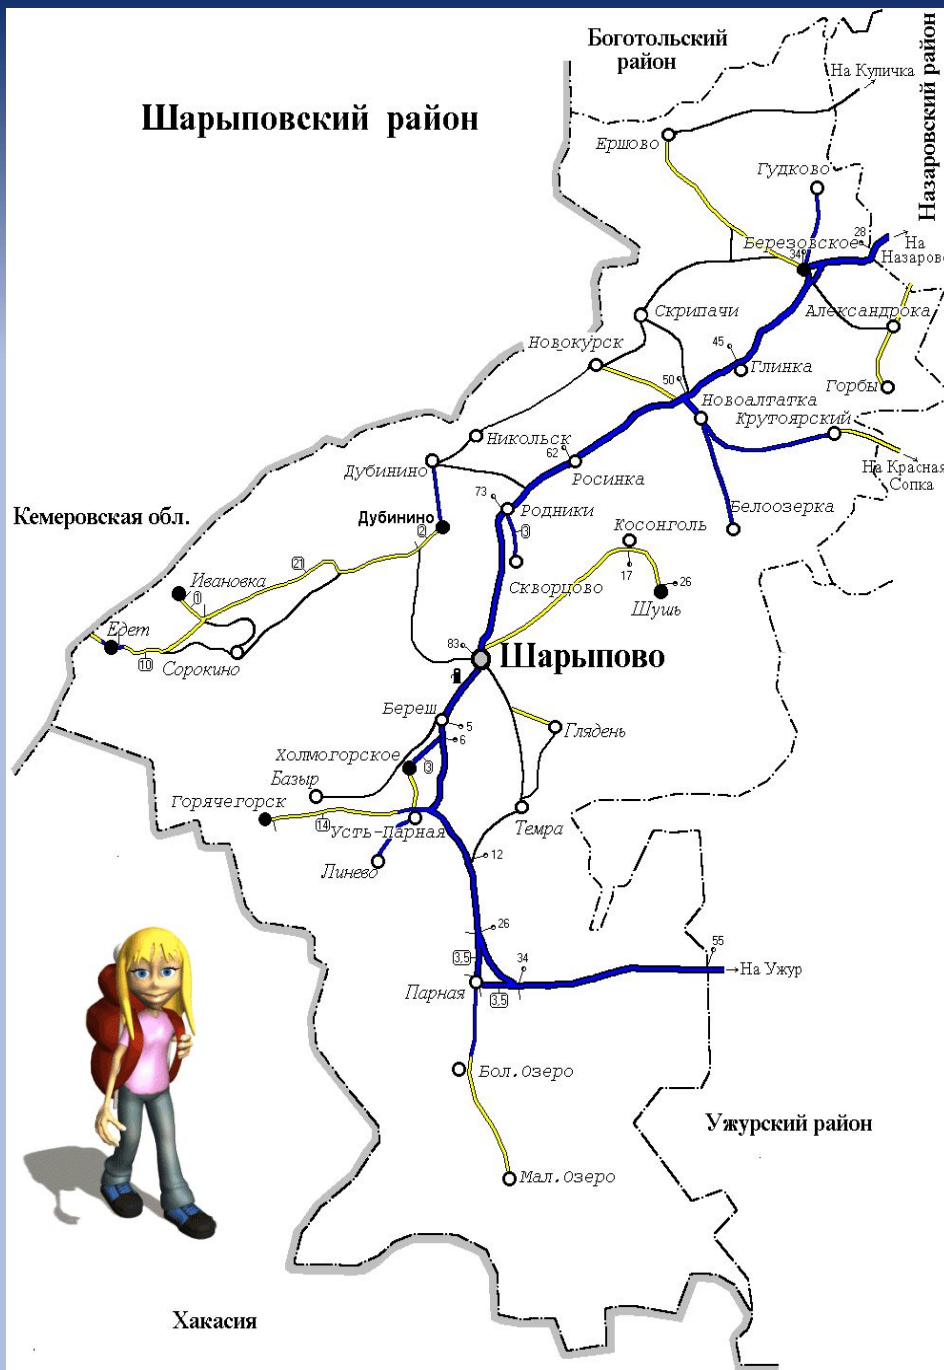 Боготольский
район
Назаровский район
На Куличка
Шарыповский район
Ершово
Гудково
Березовское
28
На
Назарово
34
Скрипачи
Александрока
Новокурск
45
Глинка
50
Горбы
Новоалтатка
Крутоярский
Никольск
62
На Красная
Сопка
Дубинино
Росинка
73
Родники
Белоозерка
Кемеровская обл.
Дубинино
2
3
Косонголь
21
Ивановка
1
Скворцово
17
26
Шушь
Едет
10
Сорокино
83
Шарыпово
Береш
5
6
Глядень
Холмогорское
3
Базыр
Горячегорск
14
Усть-Парная
Темра
Линево
12
26
3,5
34
55
На Ужур
Парная
3,5
Бол.Озеро
Ужурский район
Мал.Озеро
Хакасия